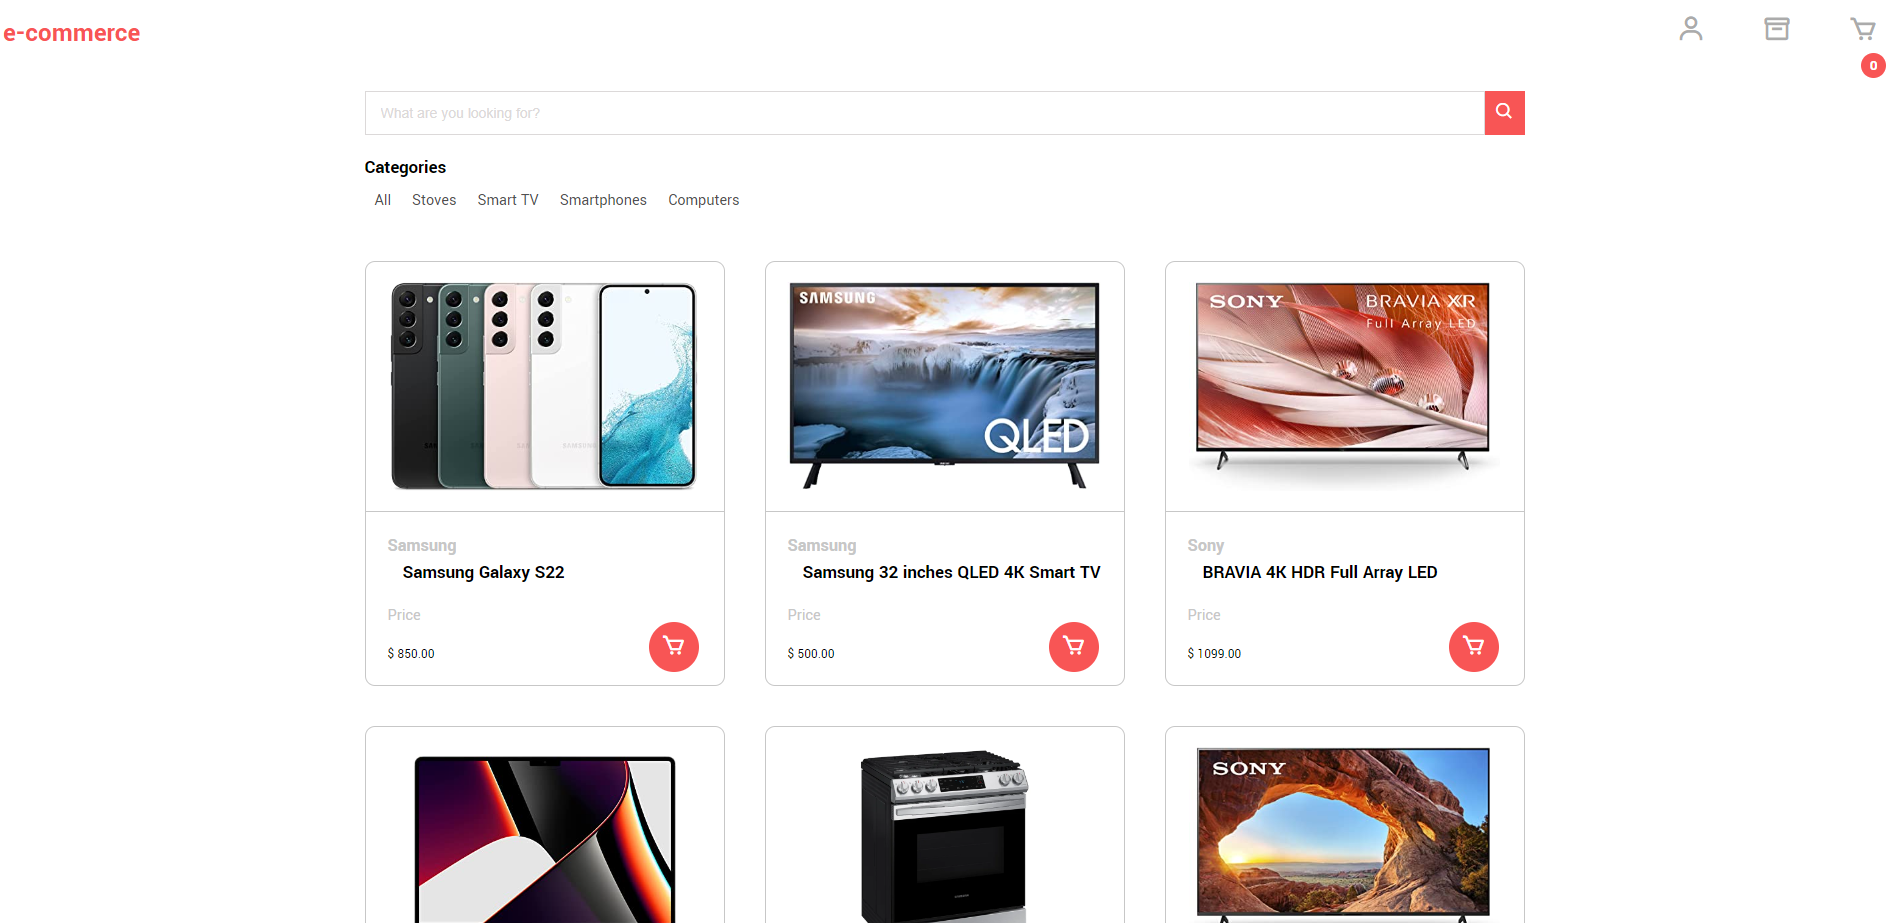 e-commerce
0
What are you looking for?
Categories
All Stoves Smart TV Smartphones Computers
SAMSUNG
SAMSUNG
QLED
SONY
BRAVIA XR
Full Array LED
Samsung
Samsung Galaxy S22
Price
$ 850.00
Samsung
Samsung 32 inches QLED 4K Smart TV
Price
$ 500.00
Sony
BRAVIA 4K HDR Full Array LED
Price
$ 1099.00
SONY